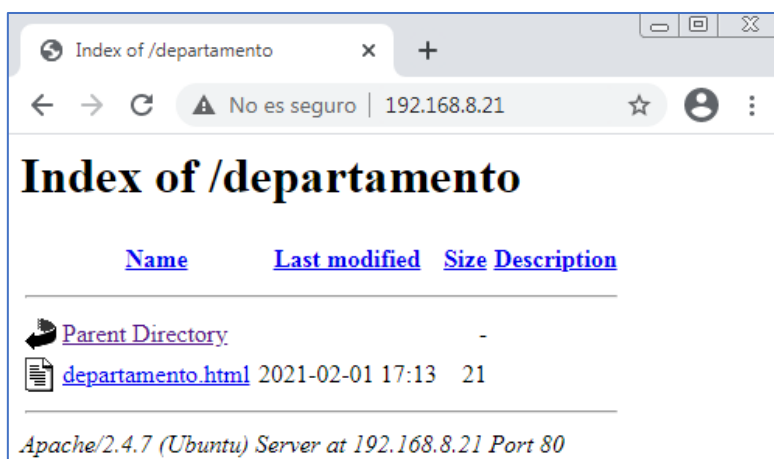 Index of /departamento
No es seguro | 192.168.8.21
Index of /departamento
Name Last modified Size Description
Parent Directory -
departamento.html 2021-02-01 17:13 21
Apache/2.4.7 (Ubuntu) Server at 192.168.8.21 Port 80